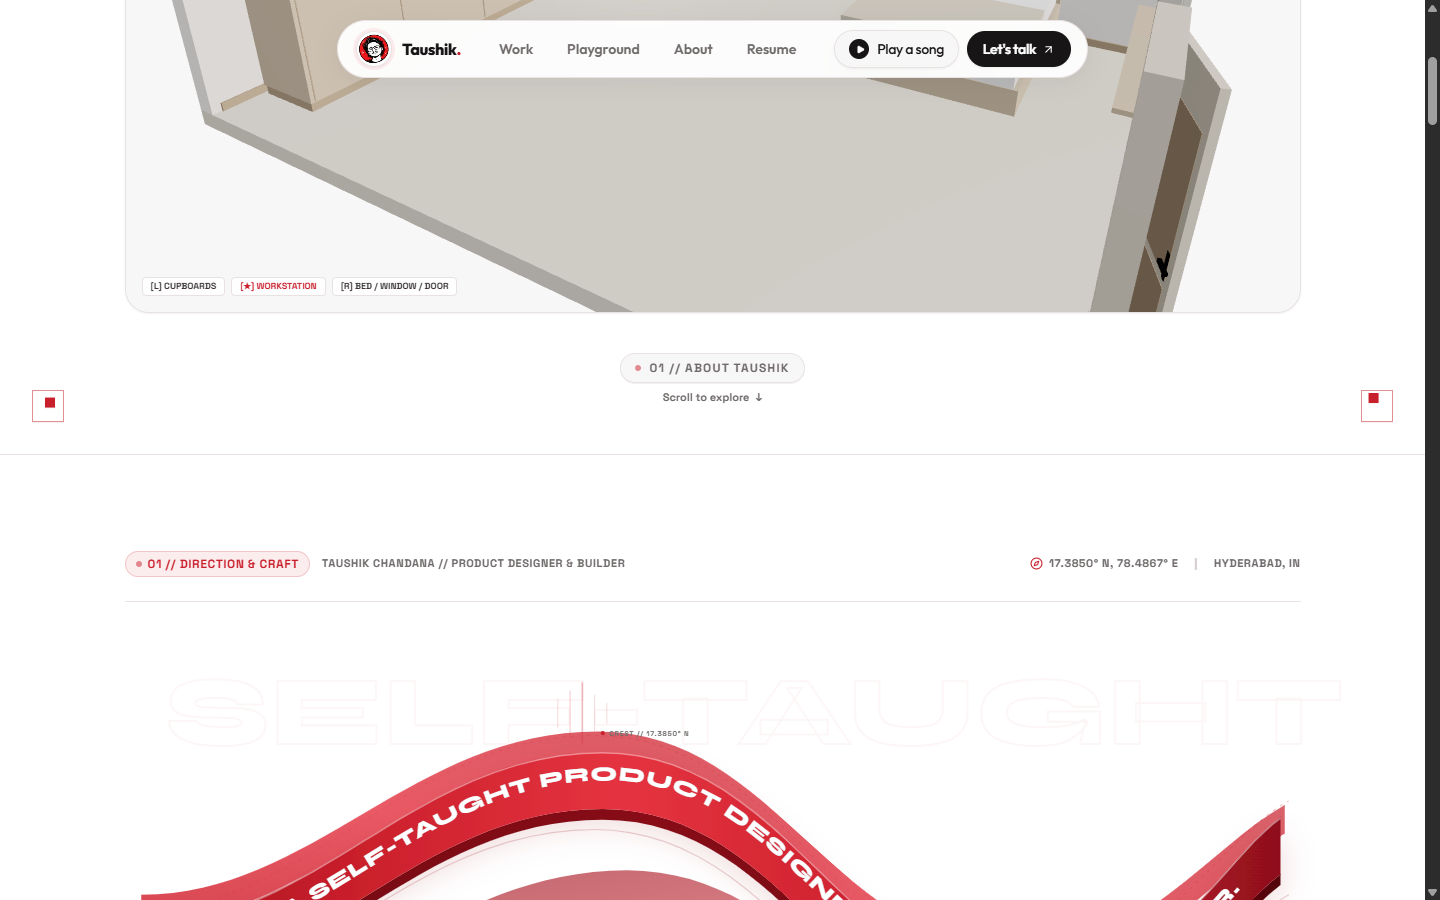 Taushik.
Work
Playground
About
Resume
Play a song
Let's talk ↗
[L] CUPBOARDS
[★] WORKSTATION
[R] BED / WINDOW / DOOR
01 // ABOUT TAUSHIK
Scroll to explore ↓
01 // DIRECTION & CRAFT
TAUSHIK CHANDANA // PRODUCT DESIGNER & BUILDER
17.3850° N, 78.4867° E | HYDERABAD, IN
SELF-TAUGHT
CREST // 17.3850° N
SELF-TAUGHT PRODUCT DESIGN
R.